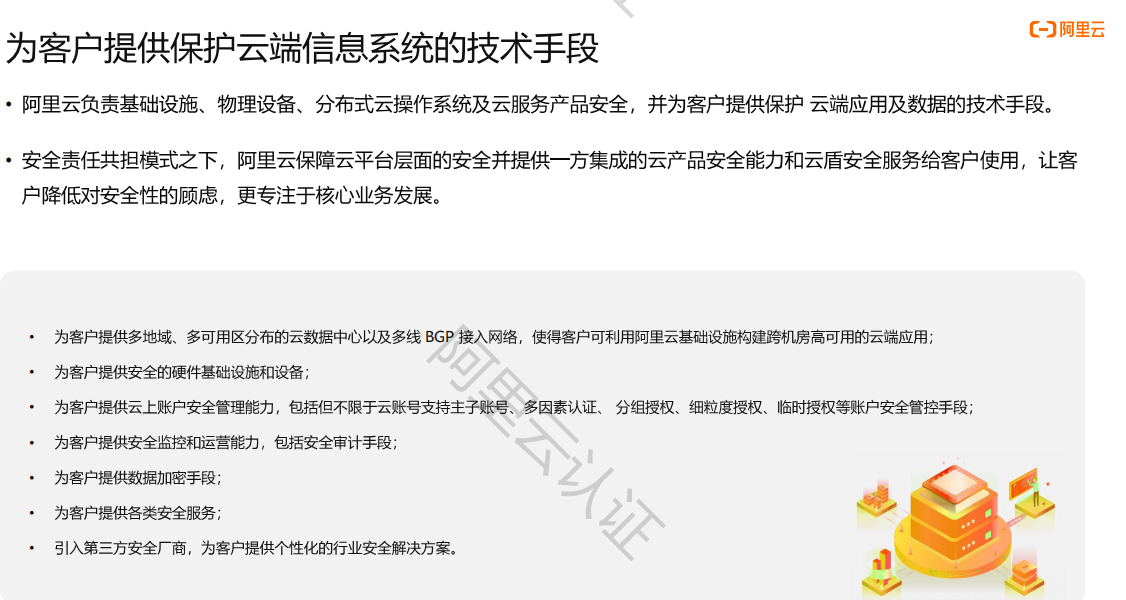 阿里云
为客户提供保护云端信息系统的技术手段
• 阿里云负责基础设施、物理设备、分布式云操作系统及云服务产品安全，并为客户提供保护 云端应用及数据的技术手段。
• 安全责任共担模式之下，阿里云保障云平台层面的安全并提供一方集成的云产品安全能力和云盾安全服务给客户使用，让客
户降低对安全性的顾虑，更专注于核心业务发展。
• 为客户提供多地域、多可用区分布的云数据中心以及多线 BGP 接入网络，使得客户可利用阿里云基础设施构建跨机房高可用的云端应用；
• 为客户提供安全的硬件基础设施和设备；
• 为客户提供云上账户安全管理能力，包括但不限于云账号支持主子账号、多因素认证、 分组授权、细粒度授权、临时授权等账户安全管控手段；
• 为客户提供安全监控和运营能力，包括安全审计手段；
• 为客户提供数据加密手段；
• 为客户提供各类安全服务；
• 引入第三方安全厂商，为客户提供个性化的行业安全解决方案。
阿里云认证